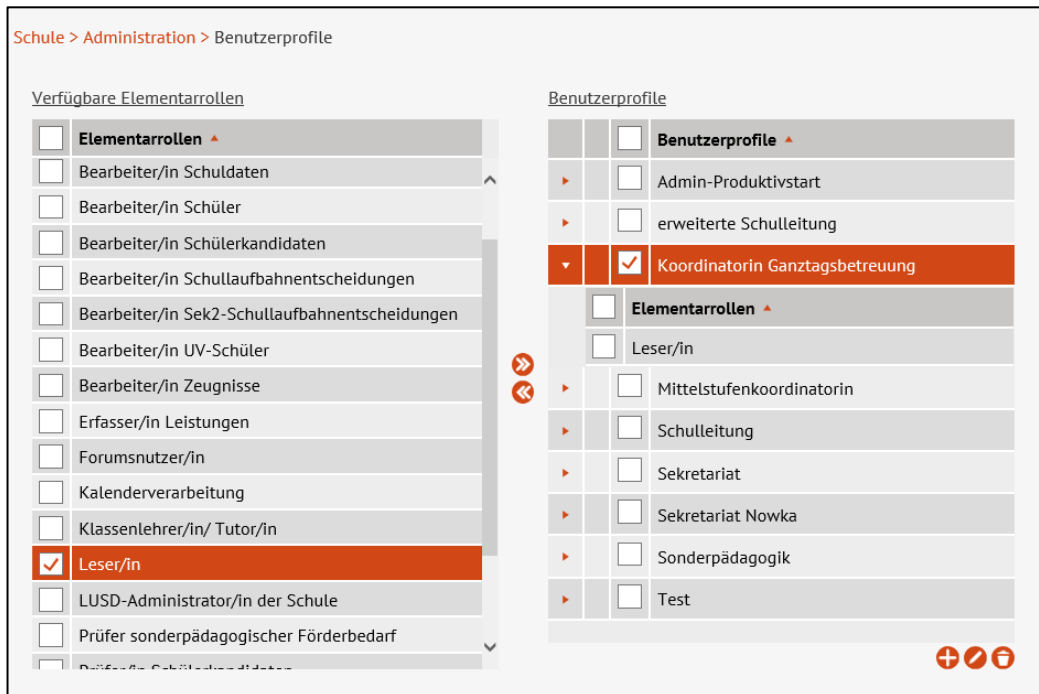 Schule > Administration > Benutzerprofile
Verfügbare Elementarrollen
Elementarrollen
Bearbeiter/in Schuldaten
Bearbeiter/in Schüler
Bearbeiter/in Schülerkandidaten
Bearbeiter/in Schullaufbahnentscheidungen
Bearbeiter/in Sek2-Schullaufbahnentscheidungen
Bearbeiter/in UV-Schüler
Bearbeiter/in Zeugnisse
Erfasser/in Leistungen
Forumsnutzer/in
Kalenderverarbeitung
Klassenlehrer/in/ Tutor/in
Leser/in
LUSD-Administrator/in der Schule
Prüfer sonderpädagogischer Förderbedarf
Prüfer/in Schülerkandidaten
Benutzerprofile
Benutzerprofile
Admin-Produktivstart
erweiterte Schulleitung
Koordinatorin Ganztagsbetreuung
Elementarrollen
Leser/in
Mittelstufenkoordinatorin
Schulleitung
Sekretariat
Sekretariat Nowka
Sonderpädagogik
Test